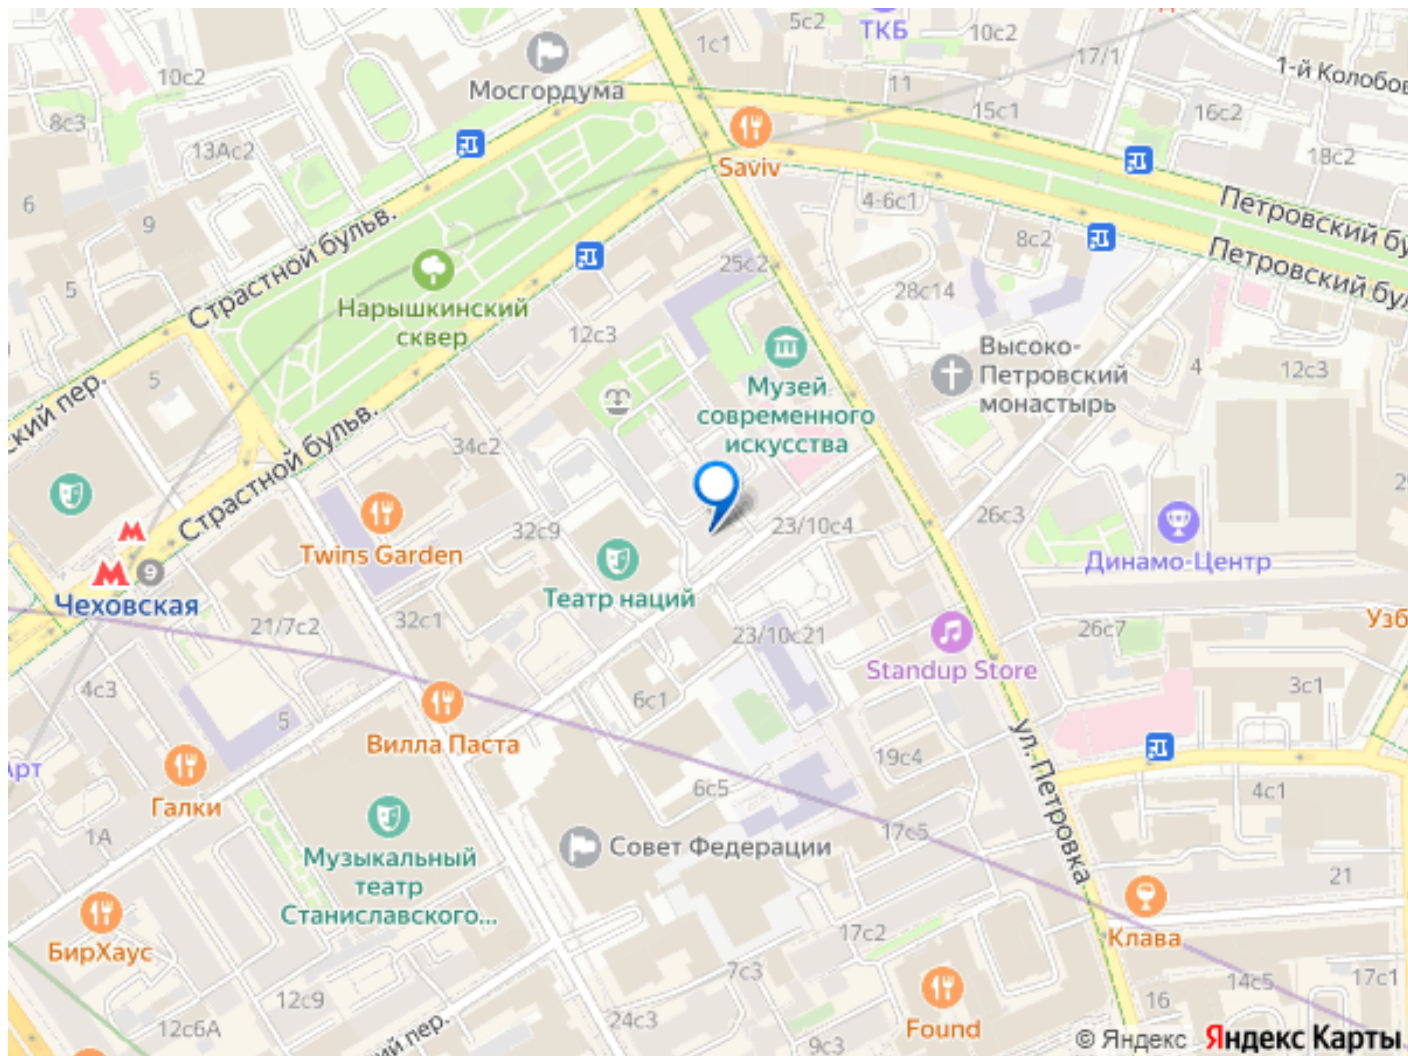 5с2
ТКБ
10с2
1с1
17/1
1-й Колобов
Мосгордума
10с2
11
15с1
16с2
8с3
13Ас2
Saviv
18с2
6
9
4-6с1
Петровский бу
Страстной бульв.
8с2
Петровский бул
5
25с2
28с14
Нарышкинский
сквер
12с3
Высоко-
Петровский
монастырь
4
12с3
5
Музей
современного
искусства
ский пер.
Страстной бульв.
34с2
32с9
23/10с4
26с3
2
Twins Garden
Динамо-Центр
9
Чеховская
Театр наций
21/7с2
32с1
23/10с21
26с7
Узб
Standup Store
4с3
6с1
3с1
5
Вилла Паста
ул. Петровка
Арт
19с4
6с5
4с1
Галки
1А
17с5
Совет Федерации
Музыкальный
театр
Станиславского...
21
БирХаус
17с2
Клава
7с3
12с9
14с5
17с1
16
12с6А
ий пер.
24с3
Found
9с3
© Яндекс Яндекс Карты